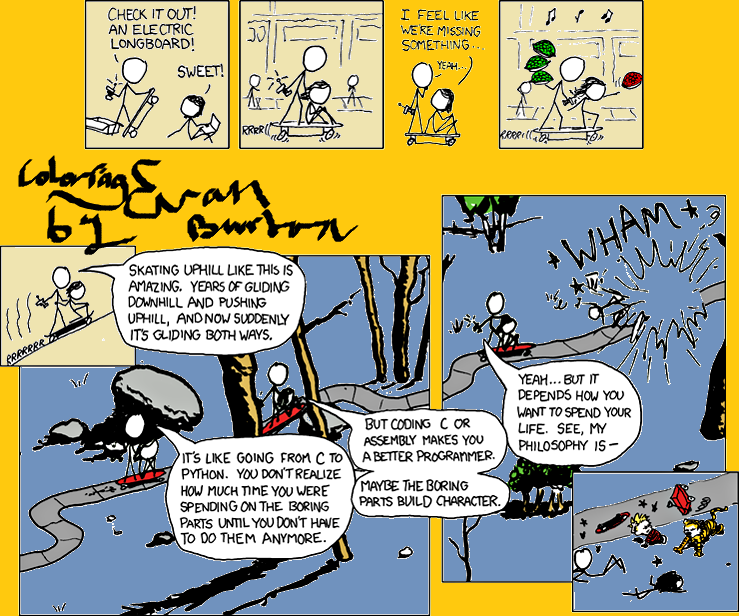 CHECK IT OUT!
AN ELECTRIC
LONGBOARD!
SWEET!
RRRR
I FEEL LIKE
WE'RE MISSING
SOMETHING...
YEAH...
RRRR
Colorings
by Evan
Burton
SKATING UPHILL LIKE THIS IS
AMAZING. YEARS OF GLIDING
DOWNHILL AND PUSHING
UPHILL, AND NOW SUDDENLY
IT'S GLIDING BOTH WAYS.
RRRRRRR
IT'S LIKE GOING FROM C TO
PYTHON. YOU DON'T REALIZE
HOW MUCH TIME YOU WERE
SPENDING ON THE BORING
PARTS UNTIL YOU DON'T HAVE
TO DO THEM ANYMORE.
BUT CODING C OR
ASSEMBLY MAKES YOU
A BETTER PROGRAMMER.
MAYBE THE BORING
PARTS BUILD CHARACTER.
YEAH... BUT IT
DEPENDS HOW YOU
WANT TO SPEND YOUR
LIFE. SEE, MY
PHILOSOPHY IS—
WHAM